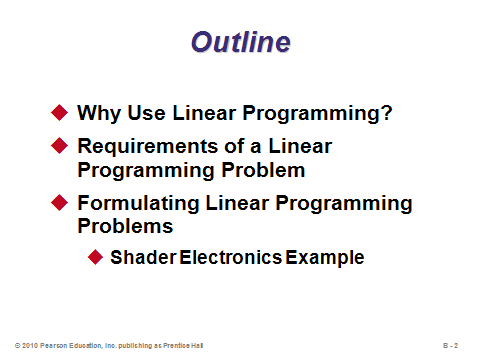 Outline
Why Use Linear Programming?
Requirements of a Linear
Programming Problem
Formulating Linear Programming
Problems
Shader Electronics Example
© 2010 Pearson Education, Inc. publishing as Prentice Hall
B - 2